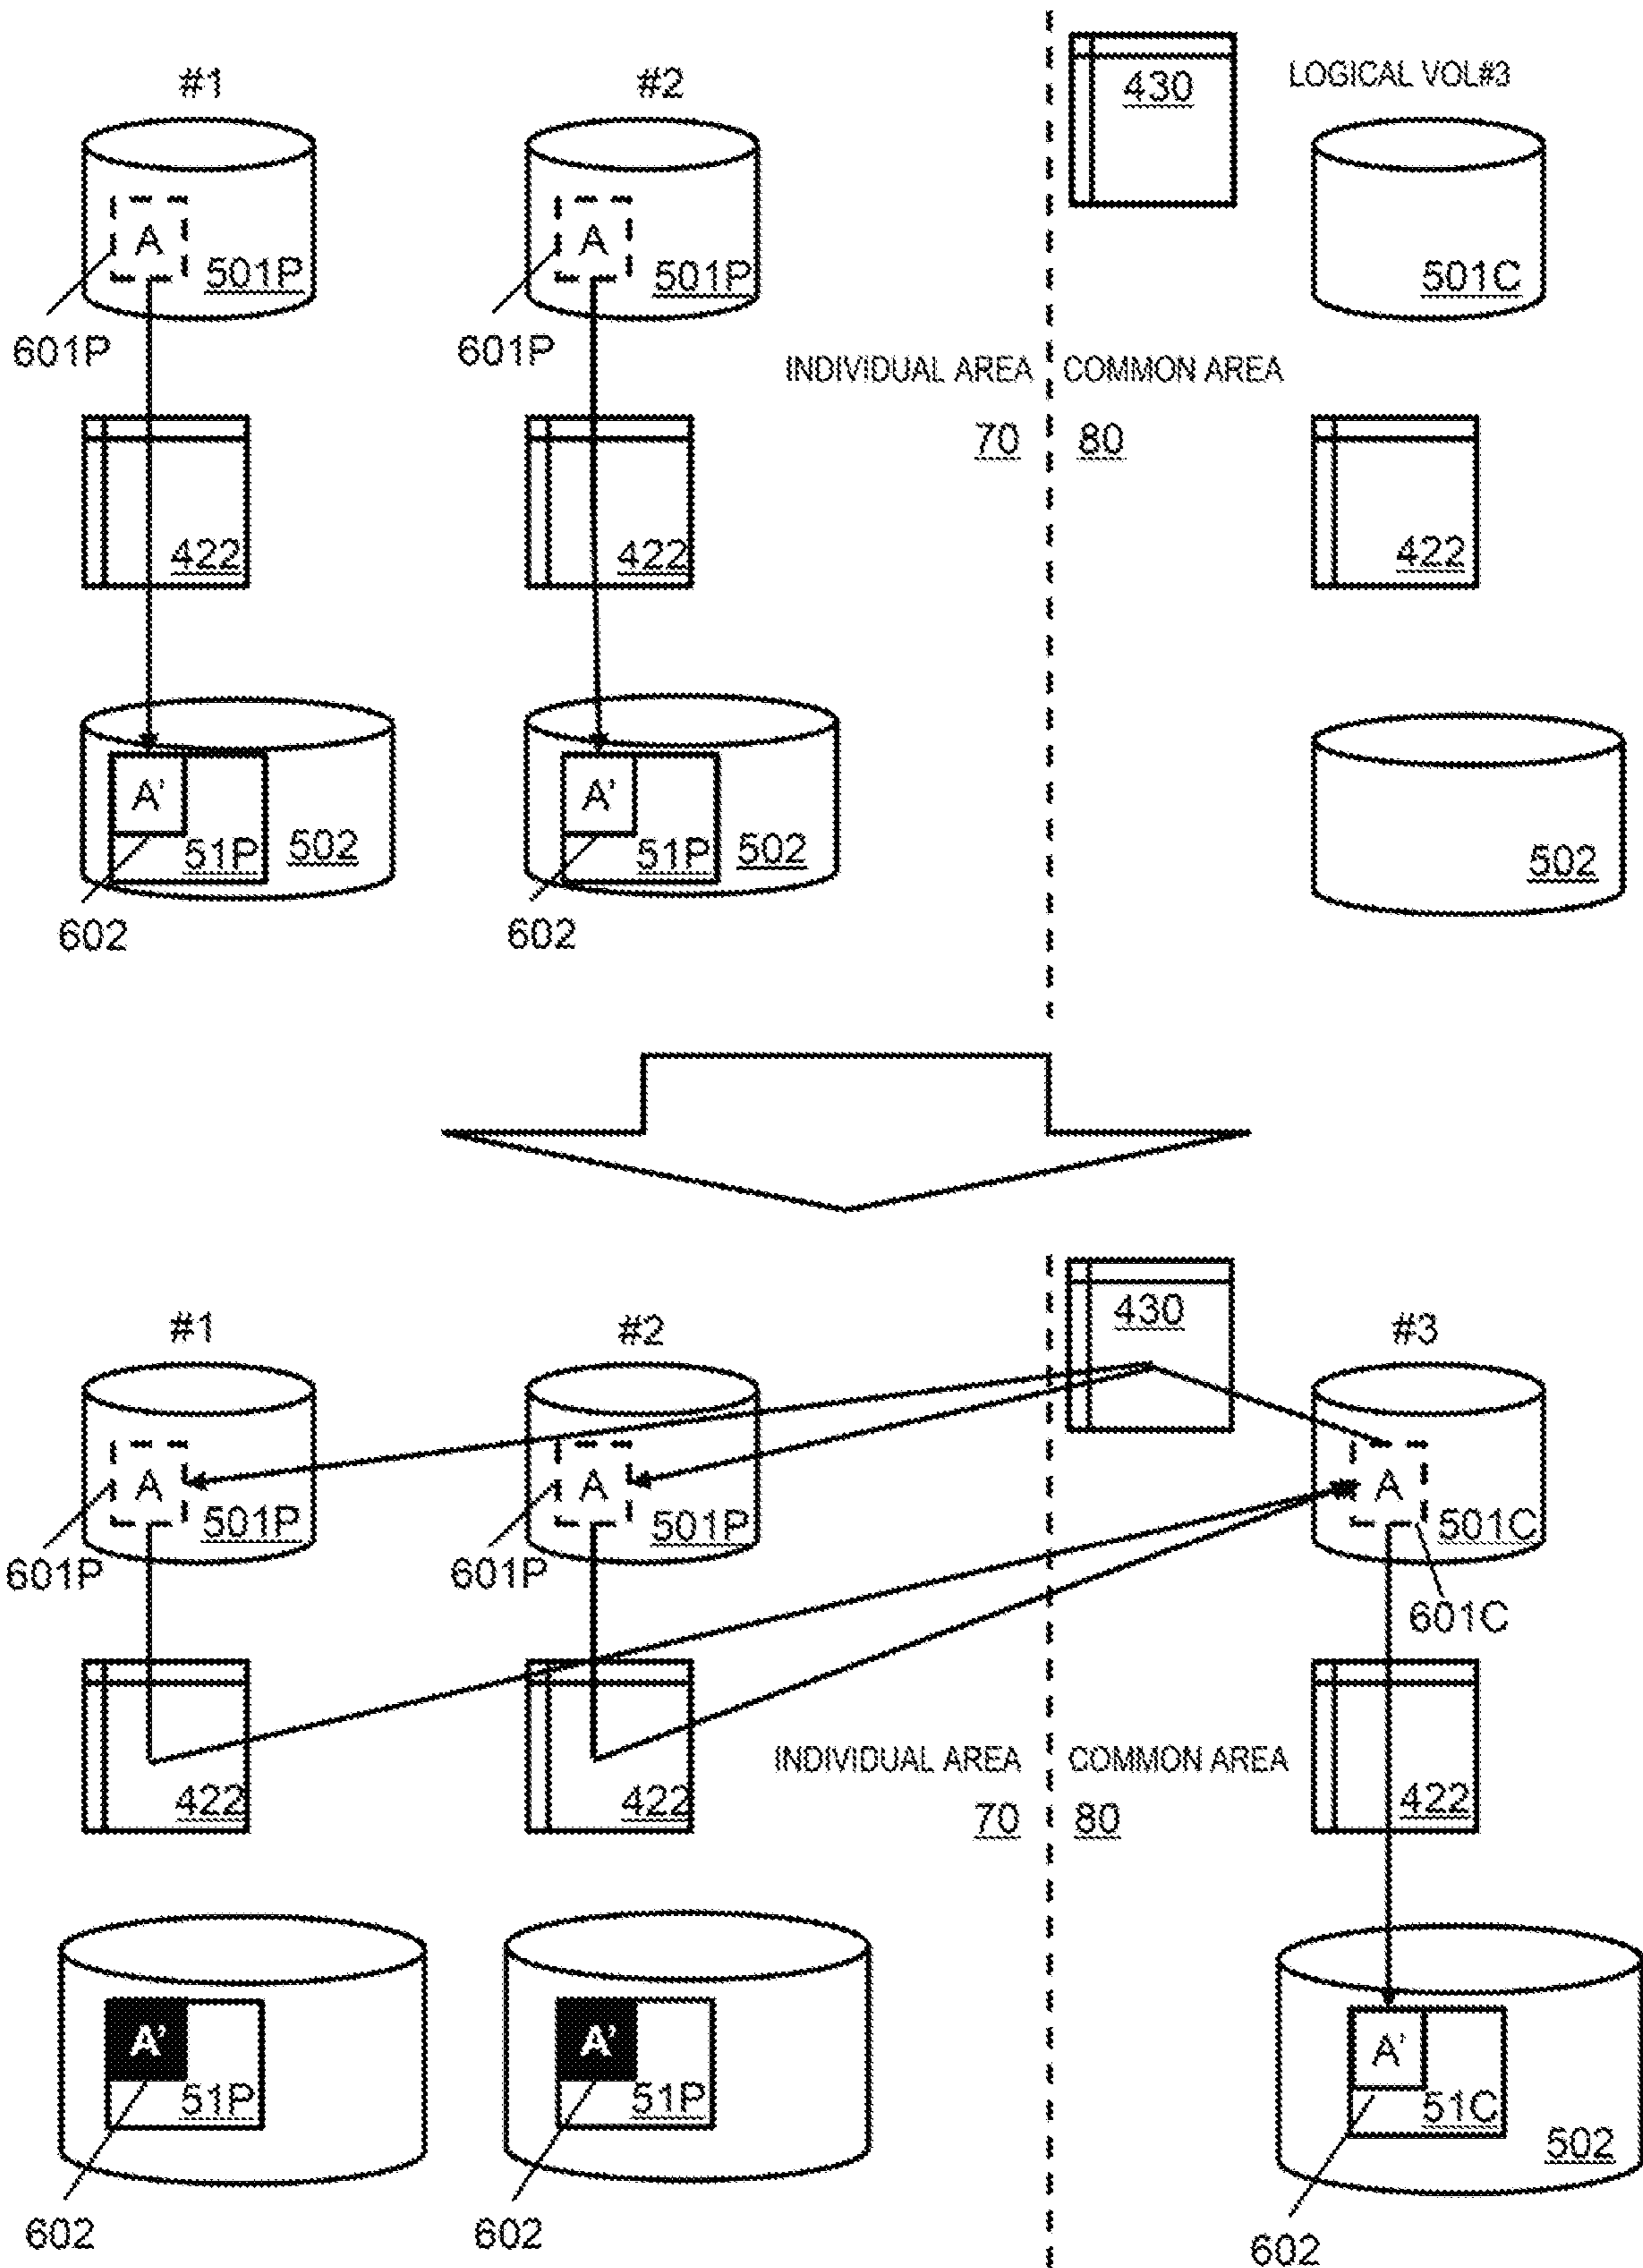 #1 #2 430 LOGICAL VOL#3
A A
501P 501P 501C
601P 601P
INDIVIDUAL AREA COMMON AREA
70 80
422 422 422
A' A'
51P 502 51P 502 502
602 602
#1 #2 430 #3
A A A
501P 501P 501C
601P 601P 601C
INDIVIDUAL AREA COMMON AREA
422 422 70 80 422
A' A' A'
51P 51P 51C
502
602 602 602